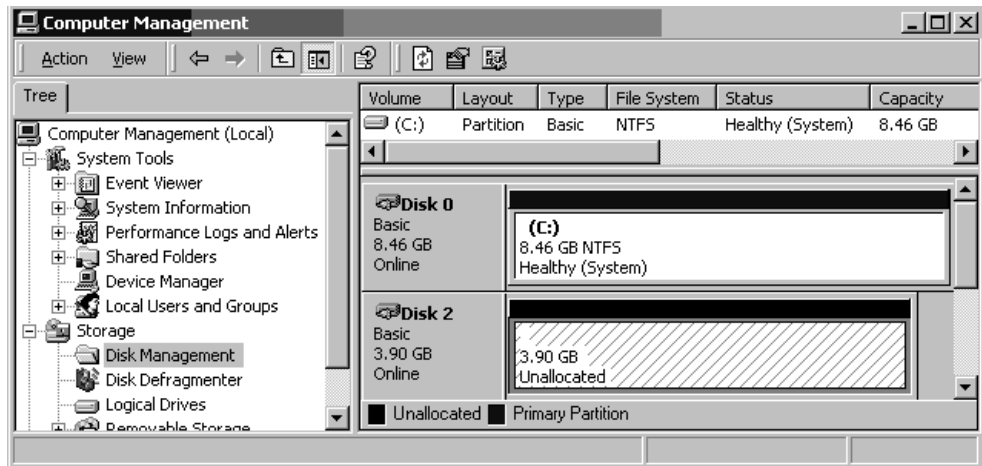 Computer Management
Action View
Tree
Computer Management (Local)
System Tools
Event Viewer
System Information
Performance Logs and Alerts
Shared Folders
Device Manager
Local Users and Groups
Storage
Disk Management
Disk Defragmenter
Logical Drives
Removable Storage
Volume Layout Type File System Status Capacity
(C:) Partition Basic NTFS Healthy (System) 8.46 GB
Disk 0
Basic
8.46 GB
Online
(C:)
8.46 GB NTFS
Healthy (System)
Disk 2
Basic
3.90 GB
Online
3.90 GB
Unallocated
Unallocated Primary Partition